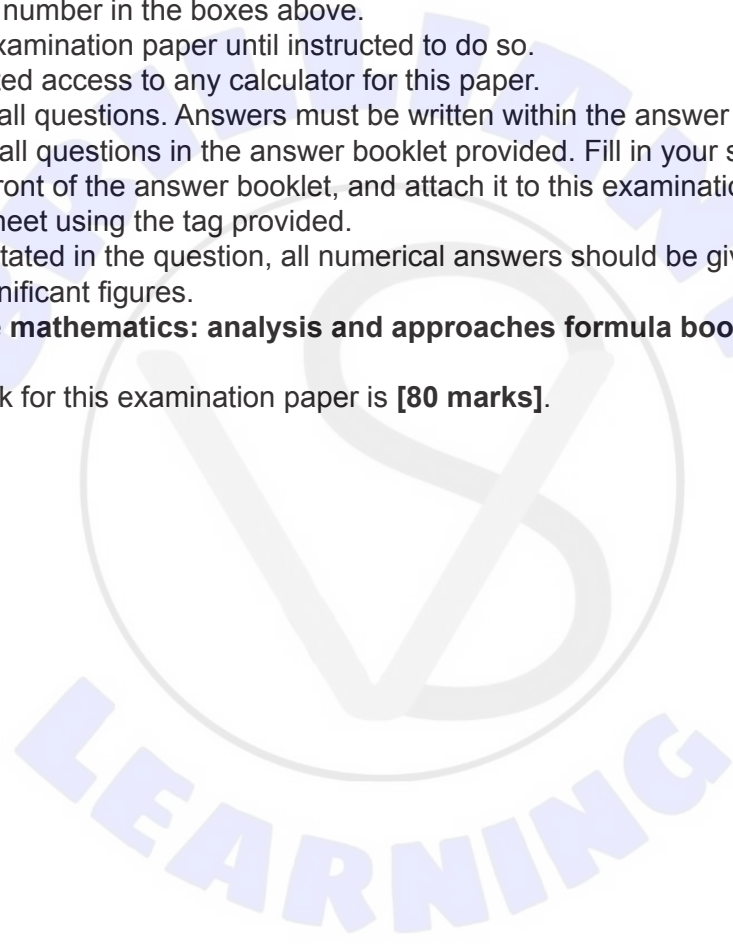 number in the boxes above.
xamination paper until instructed to do so.
ted access to any calculator for this paper.
all questions. Answers must be written within the answer
all questions in the answer booklet provided. Fill in your s
ront of the answer booklet, and attach it to this examinatio
heet using the tag provided.
tated in the question, all numerical answers should be giv
nificant figures.
e mathematics: analysis and approaches formula boo
k for this examination paper is [80 marks].
BRILLIANT
VS
LEARNING